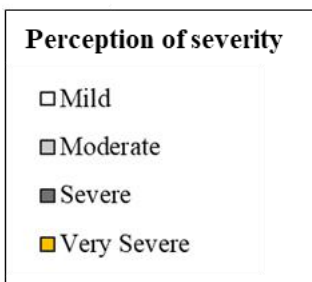 Perception of severity
Mild
Moderate
Severe
Very Severe